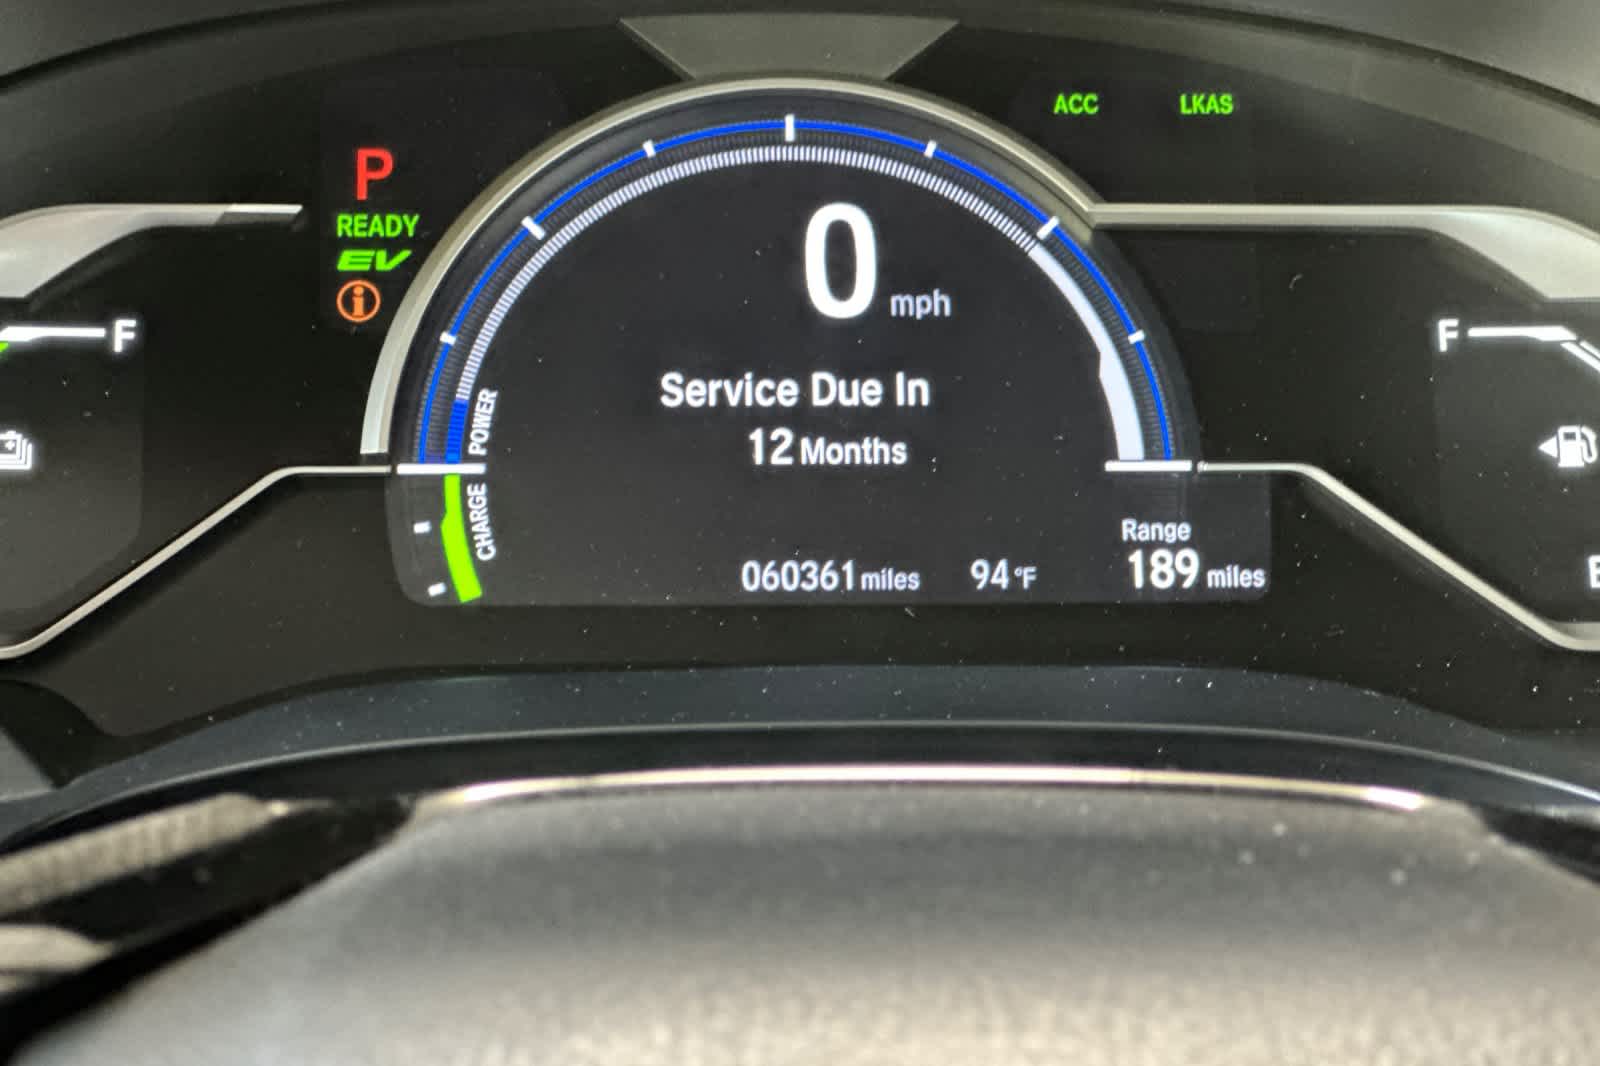 ACC LKAS
P
READY
EV
i
0 mph
F
F
Service Due In
12 Months
POWER
CHARGE
Range
060361 miles 94 °F 189 miles